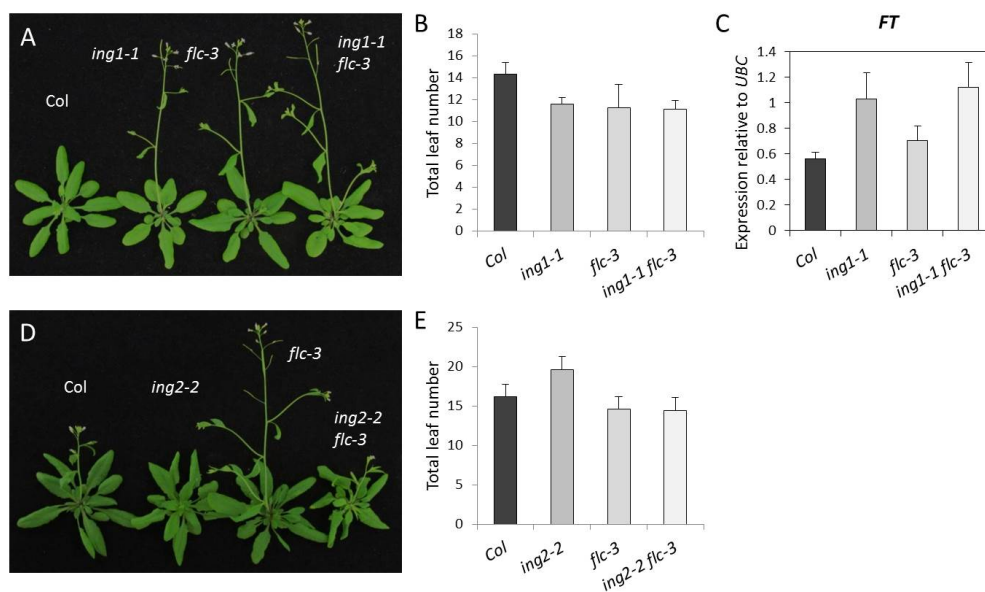 A
Col
ing1-1
flc-3
ing1-1
flc-3
B
Total leaf number
18
16
14
12
10
8
6
4
2
0
Col
ing1-1
flc-3
ing1-1 flc-3
C
FT
Expression relative to UBC
1.4
1.2
1
0.8
0.6
0.4
0.2
0
Col
ing1-1
flc-3
ing1-1 flc-3
D
Col
ing2-2
flc-3
ing2-2
flc-3
E
Total leaf number
25
20
15
10
5
0
Col
ing2-2
flc-3
ing2-2 flc-3